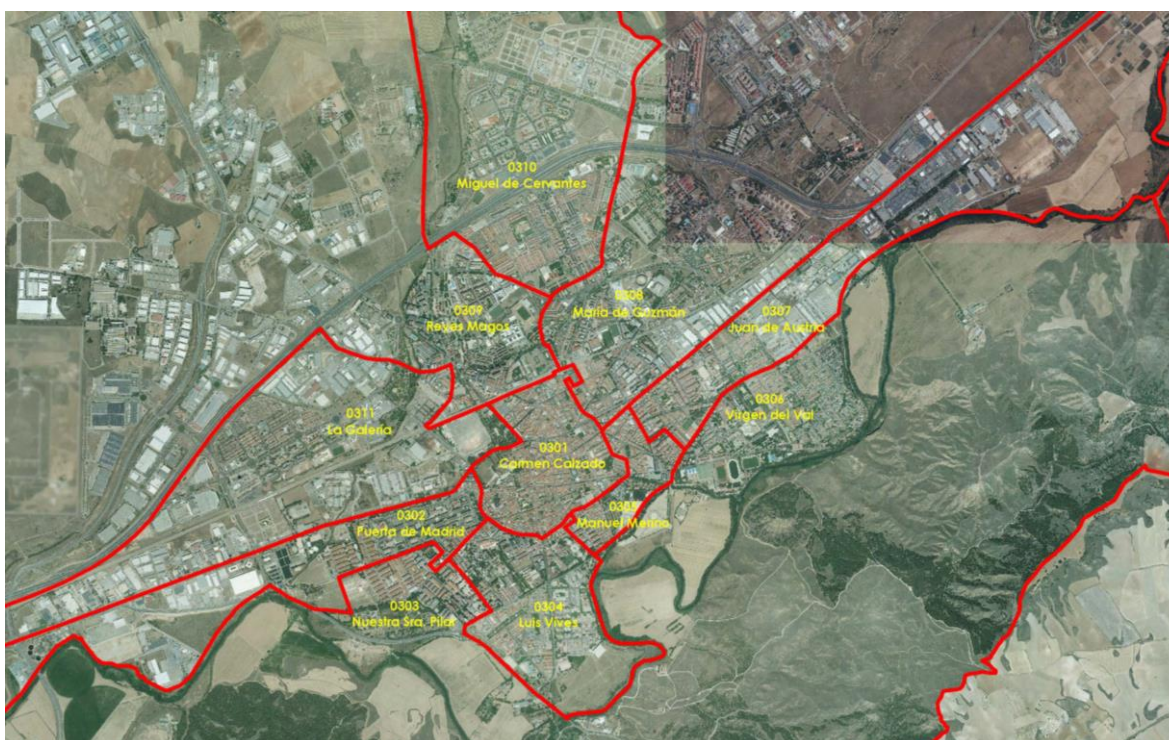 0310
Miguel de Cervantes
0309
Reyes Magos
0308
María de Guzmán
0307
Juan de Austria
0311
La Galería
0306
Virgen del Val
0301
Carmen Calzado
0302
Puerta de Madrid
0305
Manuel Merino
0303
Nuestra Sra. Pilar
0304
Luis Vives